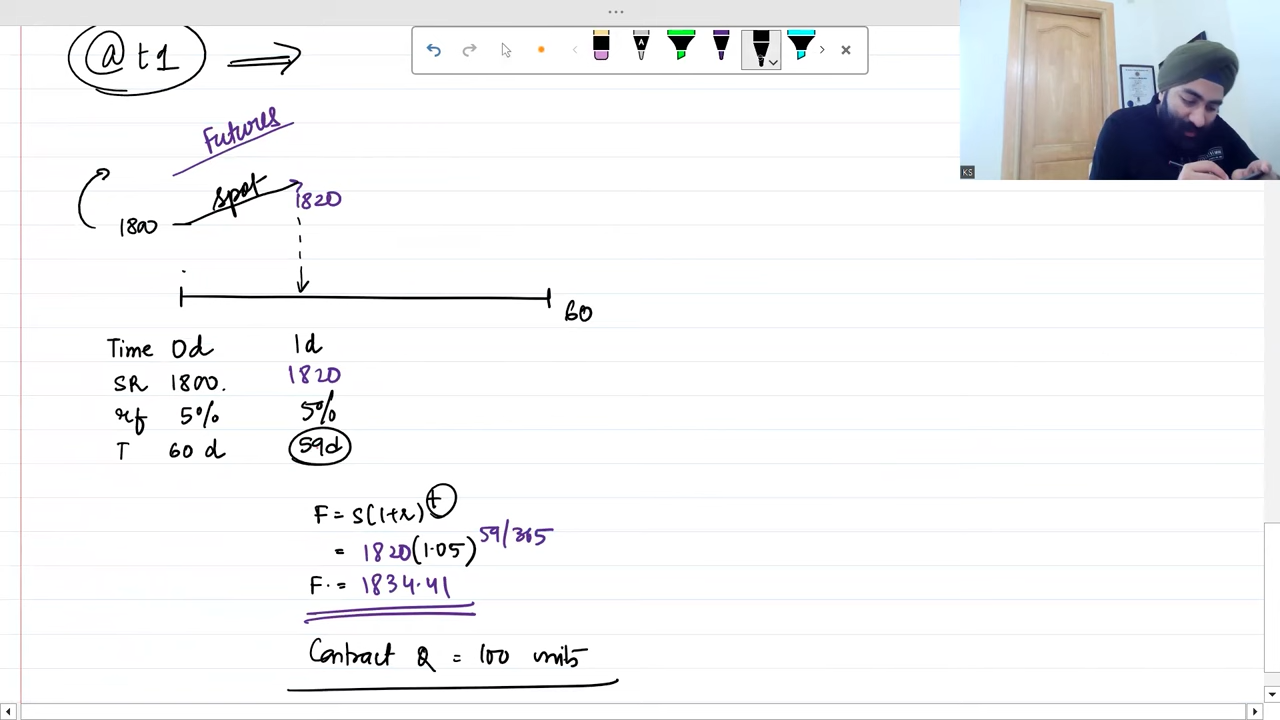 @ t1
Futures
spot
1820
1800
60
Time 0d 1d
SR 1800. 1820
rf 5% 5%
T 60 d 59d
F = S(1+r)^t
= 1820(1.05)^59/365
F. = 1834.41
Contract Q = 100 units
KS